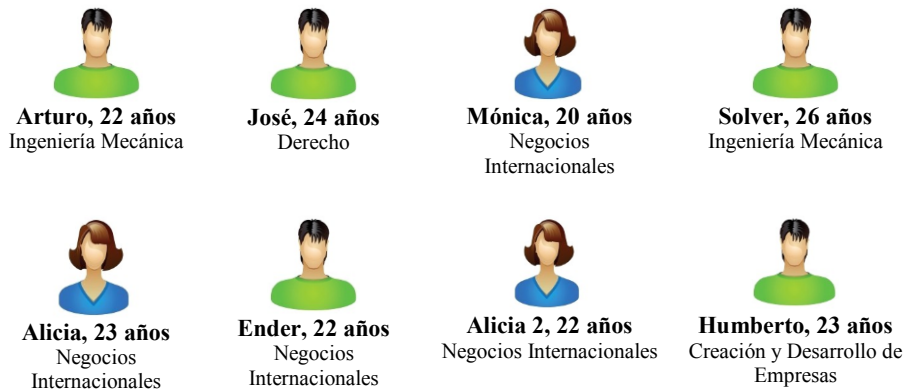 Arturo, 22 años
Ingeniería Mecánica
José, 24 años
Derecho
Mónica, 20 años
Negocios
Internacionales
Solver, 26 años
Ingeniería Mecánica
Alicia, 23 años
Negocios
Internacionales
Ender, 22 años
Negocios
Internacionales
Alicia 2, 22 años
Negocios Internacionales
Humberto, 23 años
Creación y Desarrollo de
Empresas